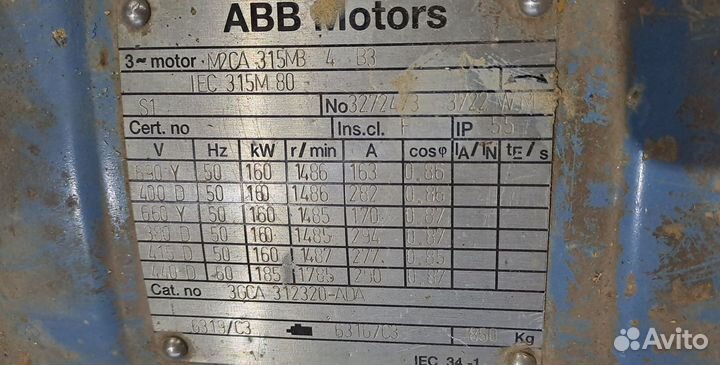 ABB Motors
3~ motor M2CA 315MB 4 B3
IEC 315M 80
S1 No
Cert. no Ins.cl. F IP 55
V Hz kW r/min A cosφ IA/IN tE/s
690 Y 50 160 1486 163 0.86
400 D 50 160 1486 282 0.86
660 Y 50 160 1485 170 0.87
380 D 50 160 1485 294 0.87
415 D 50 160 1487 277 0.85
440 D 60 185 1785 290 0.87
Cat. no 3GCA 312320-ADA
6319/C3 6316/C3 850 Kg
IEC 34-1
Avito